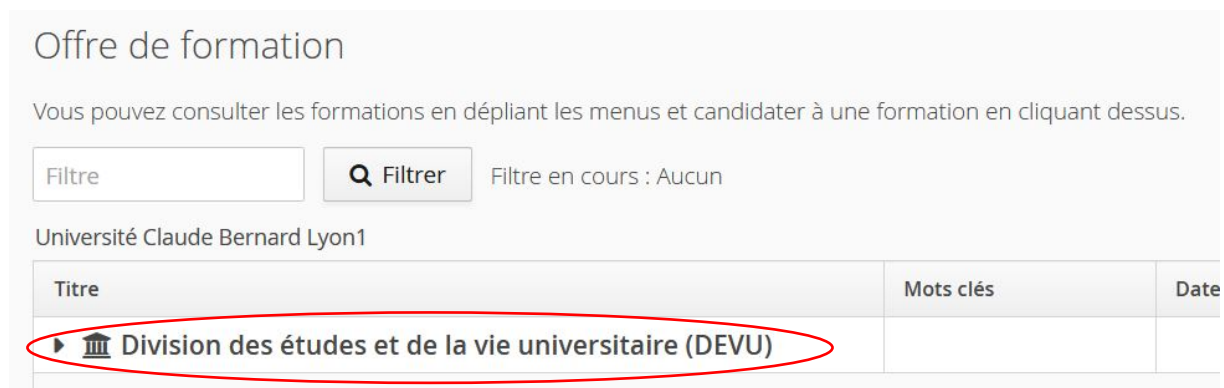 Offre de formation
Vous pouvez consulter les formations en dépliant les menus et candidater à une formation en cliquant dessus.
Filtre Filtrer Filtre en cours : Aucun
Université Claude Bernard Lyon1
Titre Mots clés Date
Division des études et de la vie universitaire (DEVU)